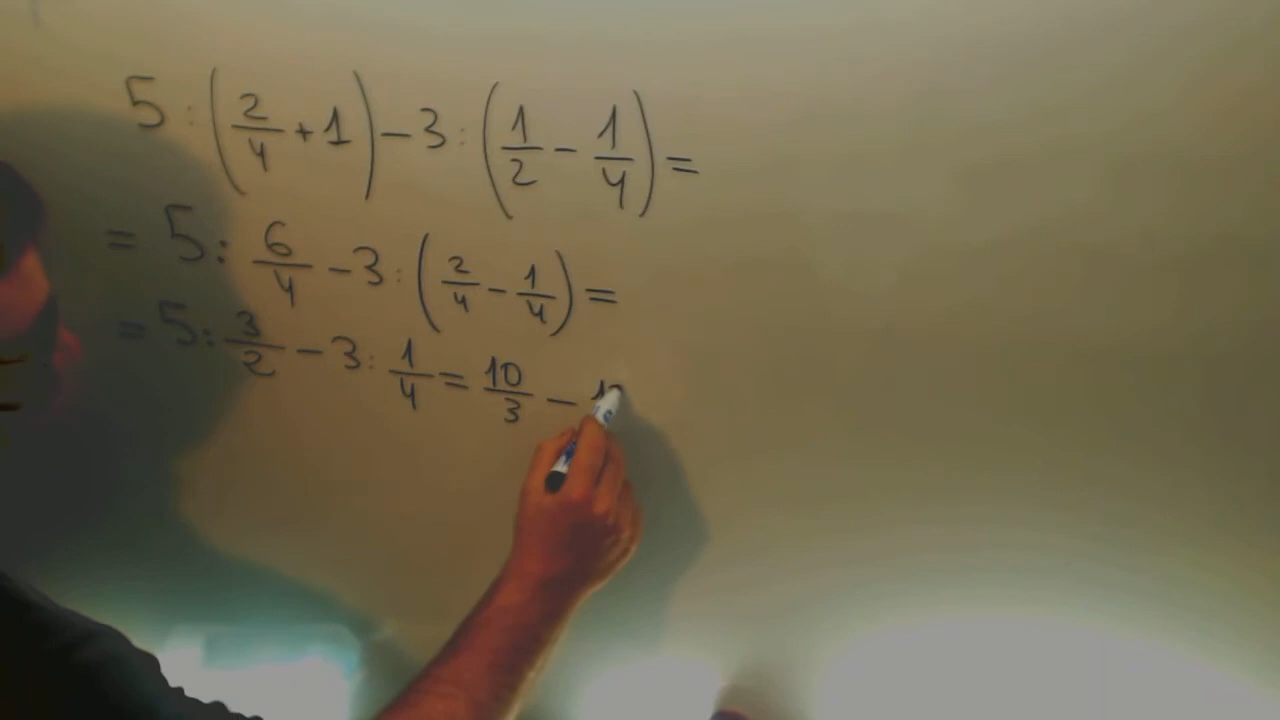 5 : (2/4 + 1) - 3 : (1/2 - 1/4) =
= 5 : 6/4 - 3 : (2/4 - 1/4) =
= 5 : 3/2 - 3 : 1/4 = 10/3 - 1